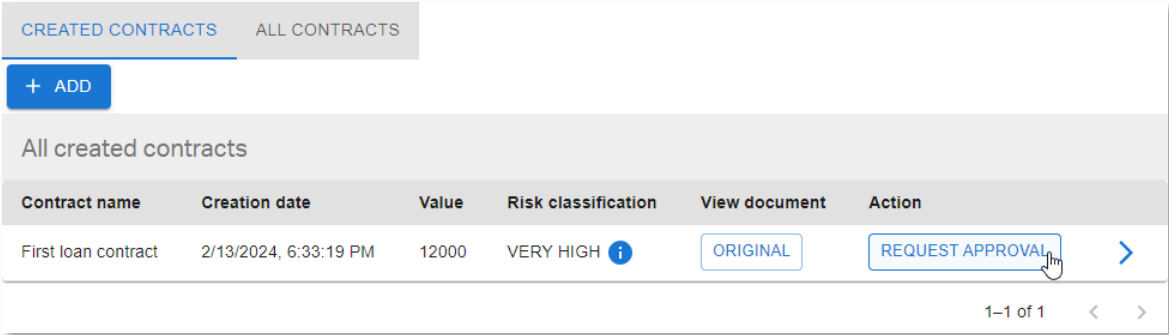 CREATED CONTRACTS ALL CONTRACTS
+ ADD
All created contracts
Contract name Creation date Value Risk classification View document Action
First loan contract 2/13/2024, 6:33:19 PM 12000 VERY HIGH i ORIGINAL REQUEST APPROVAL
1–1 of 1